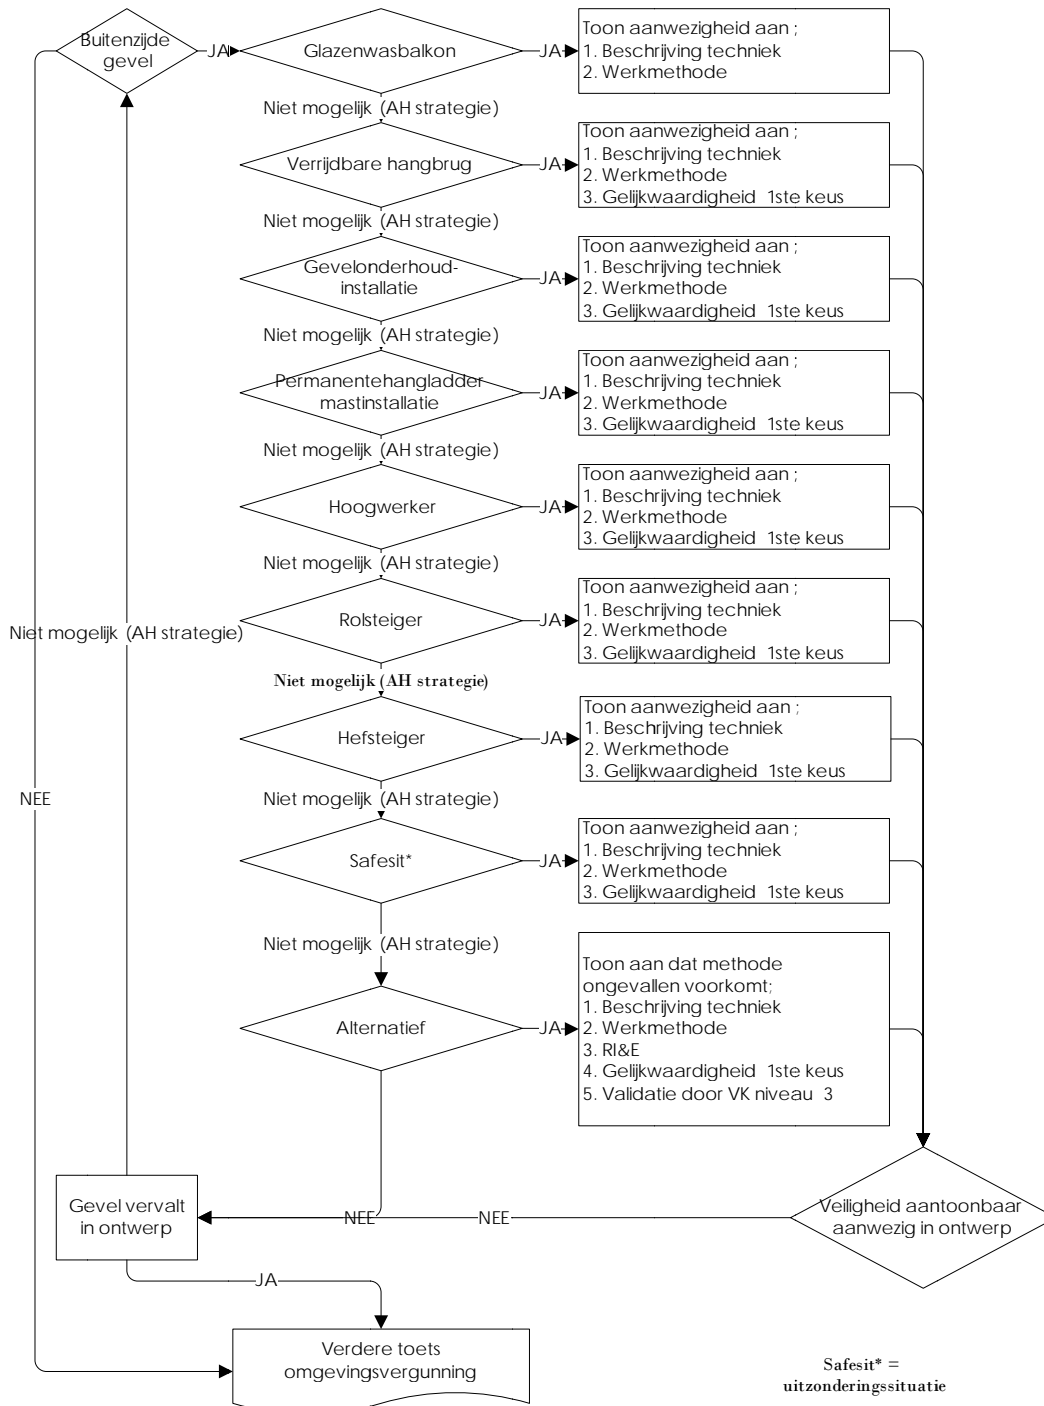 Buitenzijde
gevel
JA
Glazenwasbalkon
JA
Toon aanwezigheid aan ;
1. Beschrijving techniek
2. Werkmethode
Niet mogelijk (AH strategie)
Verrijdbare hangbrug
JA
Toon aanwezigheid aan ;
1. Beschrijving techniek
2. Werkmethode
3. Gelijkwaardigheid 1ste keus
Niet mogelijk (AH strategie)
Gevelonderhoud-
installatie
JA
Toon aanwezigheid aan ;
1. Beschrijving techniek
2. Werkmethode
3. Gelijkwaardigheid 1ste keus
Niet mogelijk (AH strategie)
Permanentehangladder
mastinstallatie
JA
Toon aanwezigheid aan ;
1. Beschrijving techniek
2. Werkmethode
3. Gelijkwaardigheid 1ste keus
Niet mogelijk (AH strategie)
Hoogwerker
JA
Toon aanwezigheid aan ;
1. Beschrijving techniek
2. Werkmethode
3. Gelijkwaardigheid 1ste keus
Niet mogelijk (AH strategie)
Rolsteiger
JA
Toon aanwezigheid aan ;
1. Beschrijving techniek
2. Werkmethode
3. Gelijkwaardigheid 1ste keus
Niet mogelijk (AH strategie)
Niet mogelijk (AH strategie)
Hefsteiger
JA
Toon aanwezigheid aan ;
1. Beschrijving techniek
2. Werkmethode
3. Gelijkwaardigheid 1ste keus
NEE
Niet mogelijk (AH strategie)
Safesit*
JA
Toon aanwezigheid aan ;
1. Beschrijving techniek
2. Werkmethode
3. Gelijkwaardigheid 1ste keus
Niet mogelijk (AH strategie)
Alternatief
JA
Toon aan dat methode
ongevallen voorkomt;
1. Beschrijving techniek
2. Werkmethode
3. RI&E
4. Gelijkwaardigheid 1ste keus
5. Validatie door VK niveau 3
Gevel vervalt
in ontwerp
NEE
NEE
Veiligheid aantoonbaar
aanwezig in ontwerp
JA
Verdere toets
omgevingsvergunning
Safesit* =
uitzonderingssituatie